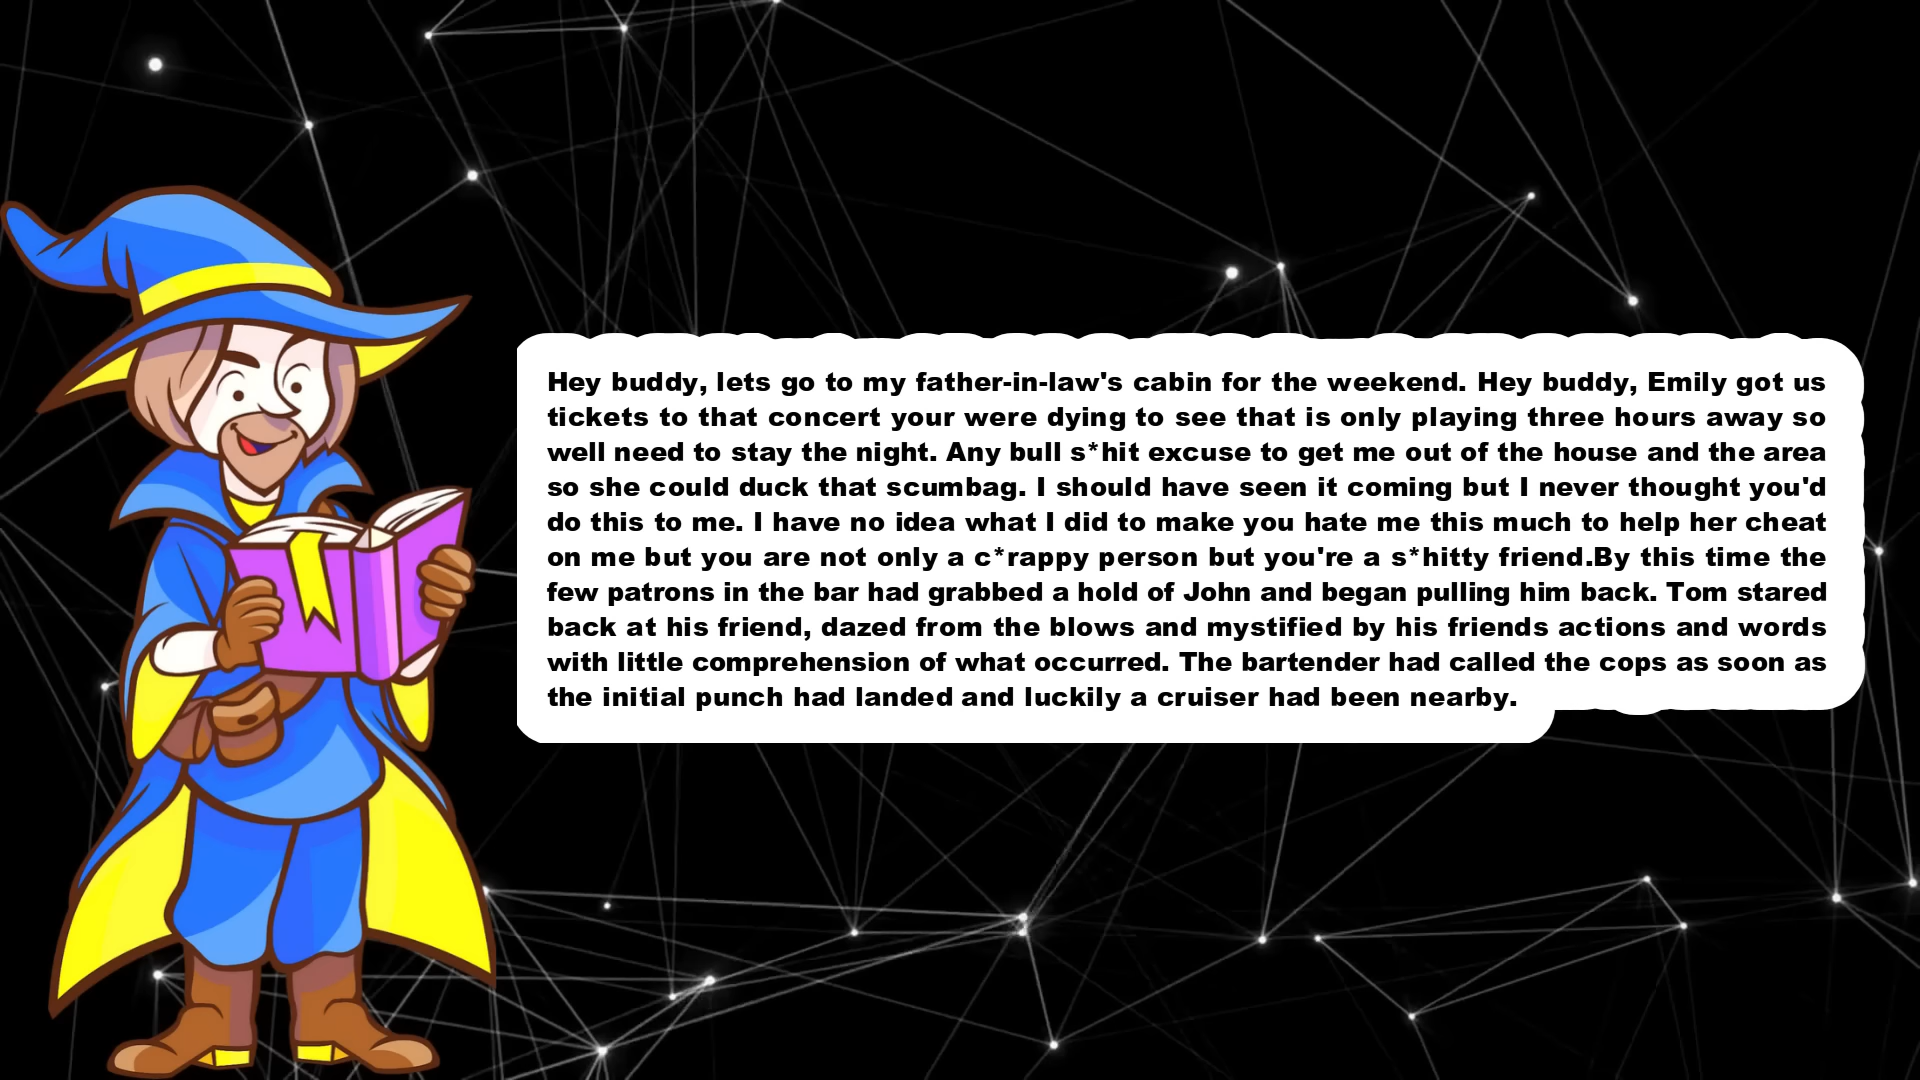 Hey buddy, lets go to my father-in-law's cabin for the weekend. Hey buddy, Emily got us
tickets to that concert your were dying to see that is only playing three hours away so
well need to stay the night. Any bull s*hit excuse to get me out of the house and the area
so she could duck that scumbag. I should have seen it coming but I never thought you'd
do this to me. I have no idea what I did to make you hate me this much to help her cheat
on me but you are not only a c*rappy person but you're a s*hitty friend.By this time the
few patrons in the bar had grabbed a hold of John and began pulling him back. Tom stared
back at his friend, dazed from the blows and mystified by his friends actions and words
with little comprehension of what occurred. The bartender had called the cops as soon as
the initial punch had landed and luckily a cruiser had been nearby.